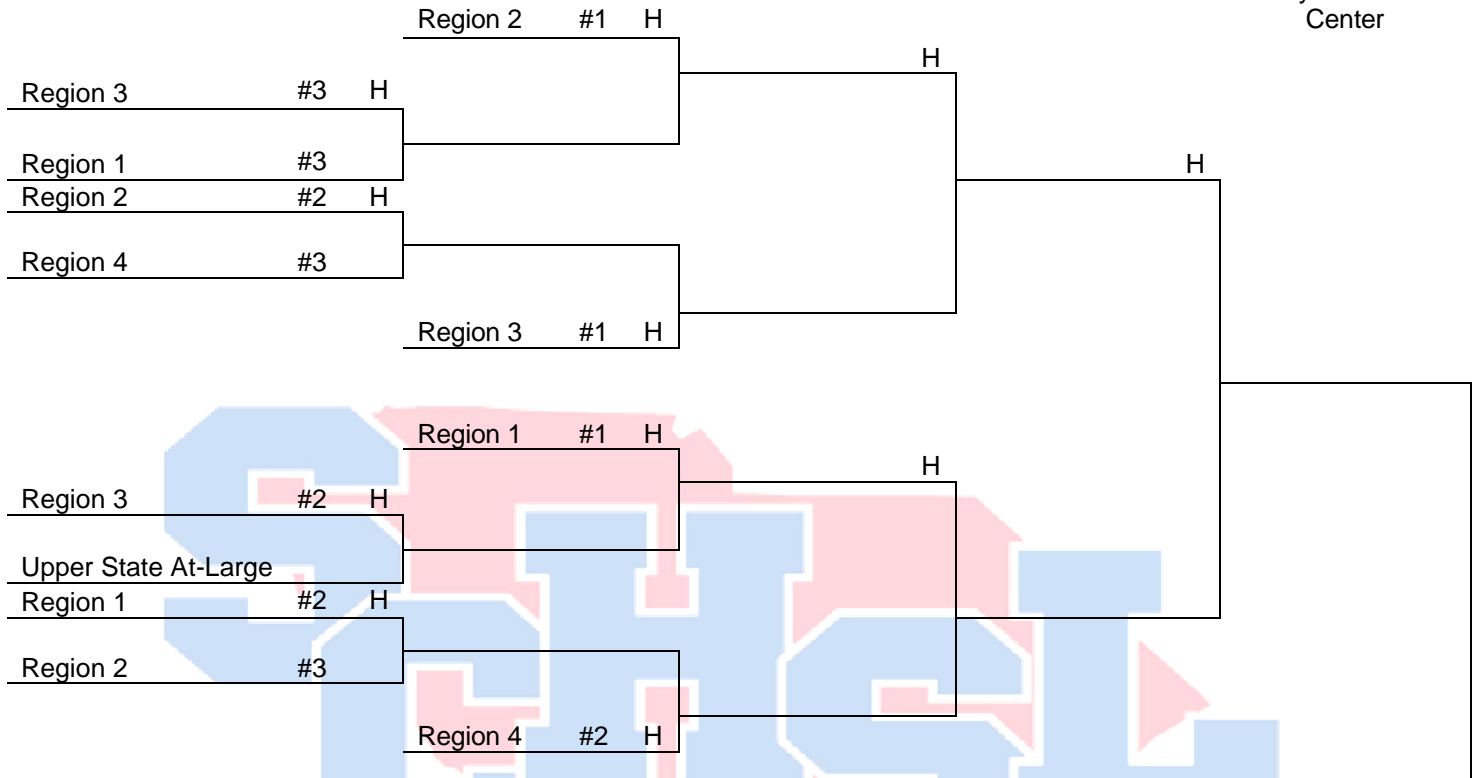 Center
Region 2 #1 H
H
Region 3 #3 H
Region 1 #3
H
Region 2 #2 H
Region 4 #3
Region 3 #1 H
Region 1 #1 H
H
Region 3 #2 H
Upper State At-Large
Region 1 #2 H
Region 2 #3
Region 4 #2 H
SCHSL